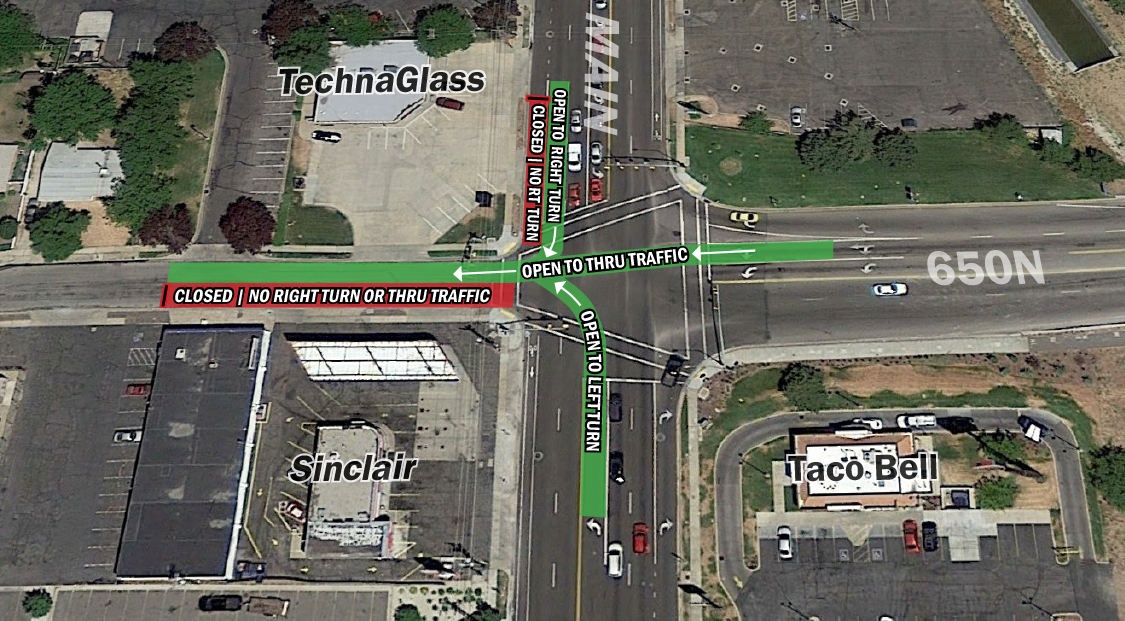 TechnaGlass
MAIN
OPEN TO RIGHT TURN
CLOSED | NO RT TURN
OPEN TO THRU TRAFFIC
650N
CLOSED | NO RIGHT TURN OR THRU TRAFFIC
OPEN TO LEFT TURN
Sinclair
Taco Bell